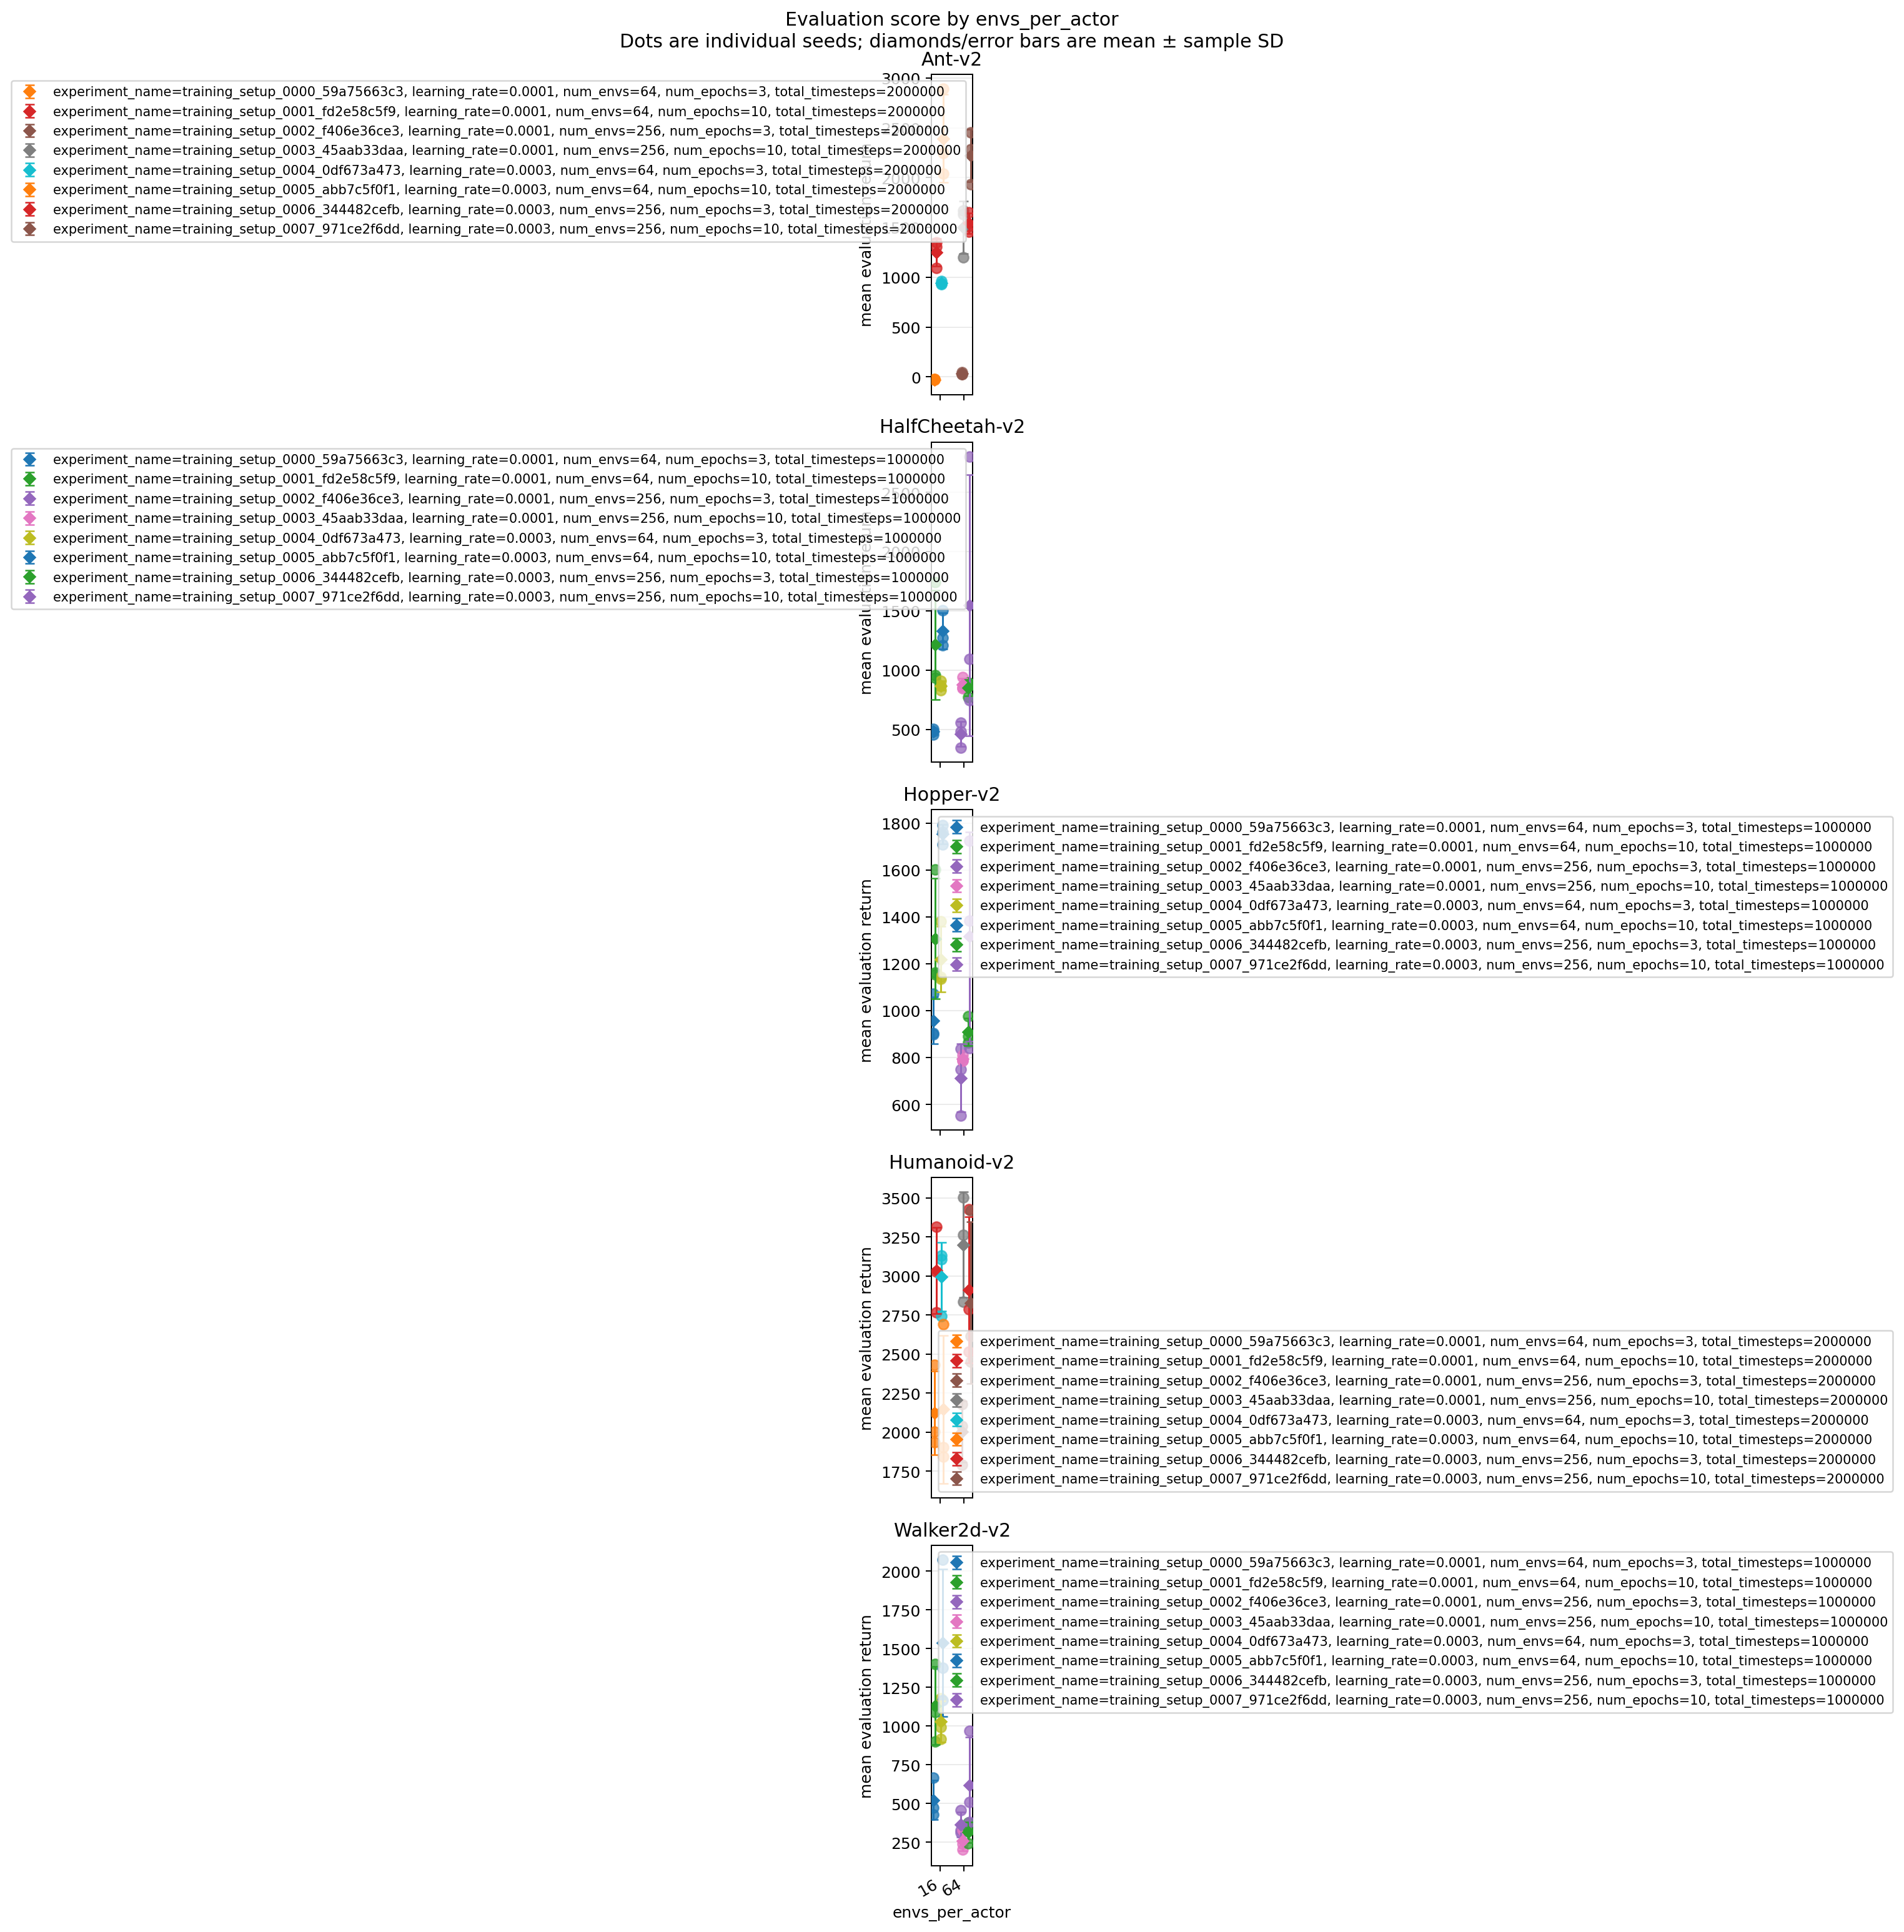 Evaluation score by envs_per_actor
Dots are individual seeds; diamonds/error bars are mean ± sample SD
Ant-v2
experiment_name=training_setup_0000_59a75663c3, learning_rate=0.0001, num_envs=64, num_epochs=3, total_timesteps=2000000
experiment_name=training_setup_0001_fd2e58c5f9, learning_rate=0.0001, num_envs=64, num_epochs=10, total_timesteps=2000000
experiment_name=training_setup_0002_f406e36ce3, learning_rate=0.0001, num_envs=256, num_epochs=3, total_timesteps=2000000
experiment_name=training_setup_0003_45aab33daa, learning_rate=0.0001, num_envs=256, num_epochs=10, total_timesteps=2000000
experiment_name=training_setup_0004_0df673a473, learning_rate=0.0003, num_envs=64, num_epochs=3, total_timesteps=2000000
experiment_name=training_setup_0005_abb7c5f0f1, learning_rate=0.0003, num_envs=64, num_epochs=10, total_timesteps=2000000
experiment_name=training_setup_0006_344482cefb, learning_rate=0.0003, num_envs=256, num_epochs=3, total_timesteps=2000000
experiment_name=training_setup_0007_971ce2f6dd, learning_rate=0.0003, num_envs=256, num_epochs=10, total_timesteps=2000000
3000
1000
500
0
mean evaluation return
HalfCheetah-v2
experiment_name=training_setup_0000_59a75663c3, learning_rate=0.0001, num_envs=64, num_epochs=3, total_timesteps=1000000
experiment_name=training_setup_0001_fd2e58c5f9, learning_rate=0.0001, num_envs=64, num_epochs=10, total_timesteps=1000000
experiment_name=training_setup_0002_f406e36ce3, learning_rate=0.0001, num_envs=256, num_epochs=3, total_timesteps=1000000
experiment_name=training_setup_0003_45aab33daa, learning_rate=0.0001, num_envs=256, num_epochs=10, total_timesteps=1000000
experiment_name=training_setup_0004_0df673a473, learning_rate=0.0003, num_envs=64, num_epochs=3, total_timesteps=1000000
experiment_name=training_setup_0005_abb7c5f0f1, learning_rate=0.0003, num_envs=64, num_epochs=10, total_timesteps=1000000
experiment_name=training_setup_0006_344482cefb, learning_rate=0.0003, num_envs=256, num_epochs=3, total_timesteps=1000000
experiment_name=training_setup_0007_971ce2f6dd, learning_rate=0.0003, num_envs=256, num_epochs=10, total_timesteps=1000000
2500
2000
1500
1000
500
mean evaluation return
Hopper-v2
1800
1600
1400
1200
1000
800
600
mean evaluation return
experiment_name=training_setup_0000_59a75663c3, learning_rate=0.0001, num_envs=64, num_epochs=3, total_timesteps=1000000
experiment_name=training_setup_0001_fd2e58c5f9, learning_rate=0.0001, num_envs=64, num_epochs=10, total_timesteps=1000000
experiment_name=training_setup_0002_f406e36ce3, learning_rate=0.0001, num_envs=256, num_epochs=3, total_timesteps=1000000
experiment_name=training_setup_0003_45aab33daa, learning_rate=0.0001, num_envs=256, num_epochs=10, total_timesteps=1000000
experiment_name=training_setup_0004_0df673a473, learning_rate=0.0003, num_envs=64, num_epochs=3, total_timesteps=1000000
experiment_name=training_setup_0005_abb7c5f0f1, learning_rate=0.0003, num_envs=64, num_epochs=10, total_timesteps=1000000
experiment_name=training_setup_0006_344482cefb, learning_rate=0.0003, num_envs=256, num_epochs=3, total_timesteps=1000000
experiment_name=training_setup_0007_971ce2f6dd, learning_rate=0.0003, num_envs=256, num_epochs=10, total_timesteps=1000000
Humanoid-v2
3500
3250
3000
2750
2500
2250
2000
1750
mean evaluation return
experiment_name=training_setup_0000_59a75663c3, learning_rate=0.0001, num_envs=64, num_epochs=3, total_timesteps=2000000
experiment_name=training_setup_0001_fd2e58c5f9, learning_rate=0.0001, num_envs=64, num_epochs=10, total_timesteps=2000000
experiment_name=training_setup_0002_f406e36ce3, learning_rate=0.0001, num_envs=256, num_epochs=3, total_timesteps=2000000
experiment_name=training_setup_0003_45aab33daa, learning_rate=0.0001, num_envs=256, num_epochs=10, total_timesteps=2000000
experiment_name=training_setup_0004_0df673a473, learning_rate=0.0003, num_envs=64, num_epochs=3, total_timesteps=2000000
experiment_name=training_setup_0005_abb7c5f0f1, learning_rate=0.0003, num_envs=64, num_epochs=10, total_timesteps=2000000
experiment_name=training_setup_0006_344482cefb, learning_rate=0.0003, num_envs=256, num_epochs=3, total_timesteps=2000000
experiment_name=training_setup_0007_971ce2f6dd, learning_rate=0.0003, num_envs=256, num_epochs=10, total_timesteps=2000000
Walker2d-v2
2000
1750
1500
1250
1000
750
500
250
mean evaluation return
experiment_name=training_setup_0000_59a75663c3, learning_rate=0.0001, num_envs=64, num_epochs=3, total_timesteps=1000000
experiment_name=training_setup_0001_fd2e58c5f9, learning_rate=0.0001, num_envs=64, num_epochs=10, total_timesteps=1000000
experiment_name=training_setup_0002_f406e36ce3, learning_rate=0.0001, num_envs=256, num_epochs=3, total_timesteps=1000000
experiment_name=training_setup_0003_45aab33daa, learning_rate=0.0001, num_envs=256, num_epochs=10, total_timesteps=1000000
experiment_name=training_setup_0004_0df673a473, learning_rate=0.0003, num_envs=64, num_epochs=3, total_timesteps=1000000
experiment_name=training_setup_0005_abb7c5f0f1, learning_rate=0.0003, num_envs=64, num_epochs=10, total_timesteps=1000000
experiment_name=training_setup_0006_344482cefb, learning_rate=0.0003, num_envs=256, num_epochs=3, total_timesteps=1000000
experiment_name=training_setup_0007_971ce2f6dd, learning_rate=0.0003, num_envs=256, num_epochs=10, total_timesteps=1000000
16
64
envs_per_actor